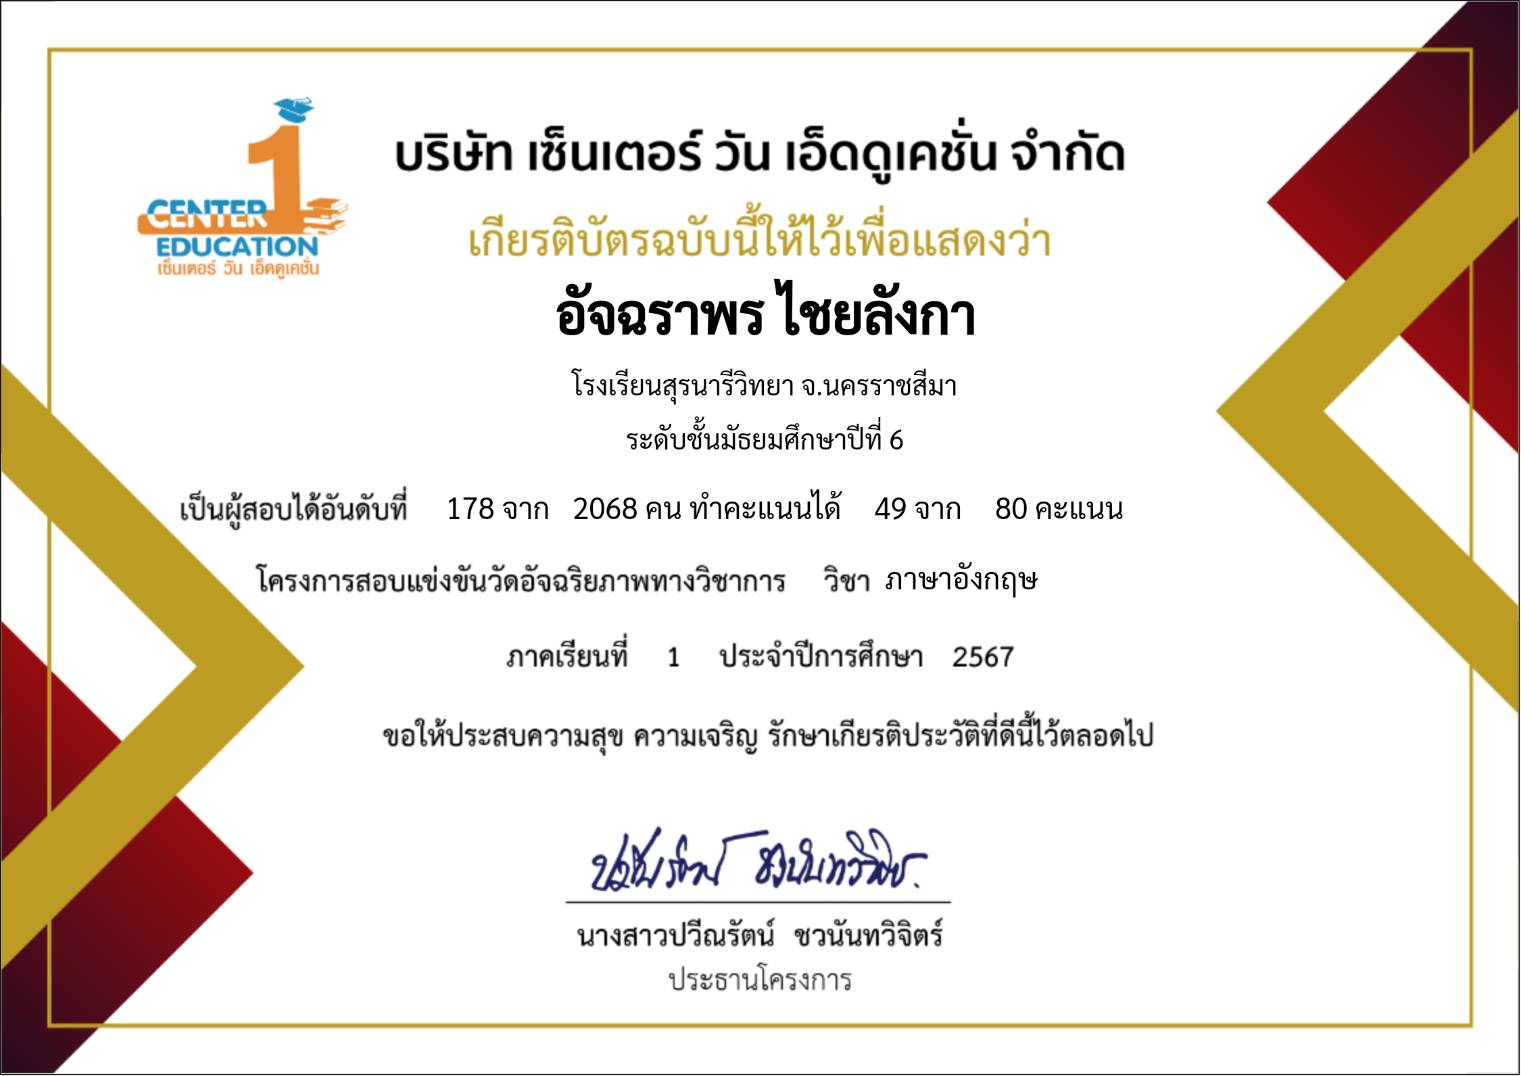 1
CENTER
EDUCATION
เซ็นเตอร์ วัน เอ็ดดูเคชั่น
บริษัท เซ็นเตอร์ วัน เอ็ดดูเคชั่น จำกัด
เกียรติบัตรฉบับนี้ให้ไว้เพื่อแสดงว่า
อัจฉราพร ไชยลังกา
โรงเรียนสุรนารีวิทยา จ.นครราชสีมา
ระดับชั้นมัธยมศึกษาปีที่ 6
เป็นผู้สอบได้อันดับที่ 178 จาก 2068 คน ทำคะแนนได้ 49 จาก 80 คะแนน
โครงการสอบแข่งขันวัดอัจฉริยภาพทางวิชาการ วิชา ภาษาอังกฤษ
ภาคเรียนที่ 1 ประจำปีการศึกษา 2567
ขอให้ประสบความสุข ความเจริญ รักษาเกียรติประวัติที่ดีนี้ไว้ตลอดไป
นางสาวปวีณรัตน์ ชวนันทวิจิตร์
ประธานโครงการ